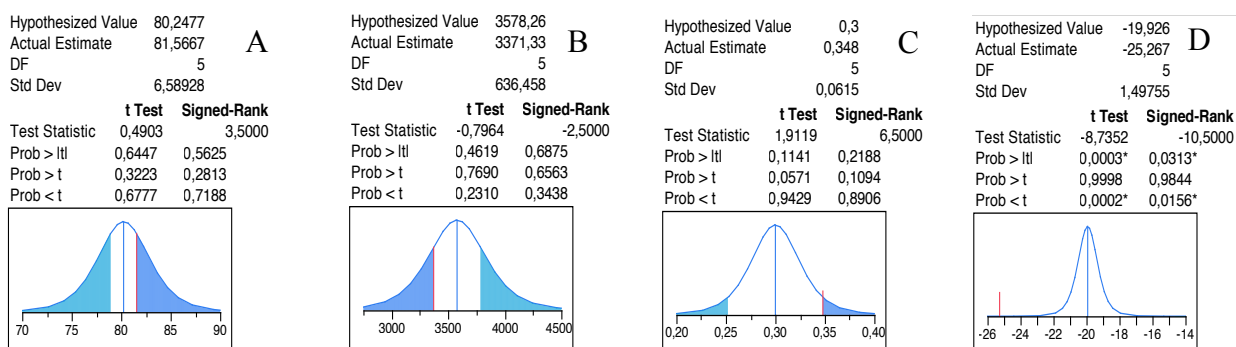 Hypothesized Value 80,2477
Actual Estimate 81,5667
DF 5
Std Dev 6,58928
A
t Test Signed-Rank
Test Statistic 0,4903 3,5000
Prob > |t| 0,6447 0,5625
Prob > t 0,3223 0,2813
Prob < t 0,6777 0,7188
70 75 80 85 90
Hypothesized Value 3578,26
Actual Estimate 3371,33
DF 5
Std Dev 636,458
B
t Test Signed-Rank
Test Statistic -0,7964 -2,5000
Prob > |t| 0,4619 0,6875
Prob > t 0,7690 0,6563
Prob < t 0,2310 0,3438
3000 3500 4000 4500
Hypothesized Value 0,3
Actual Estimate 0,348
DF 5
Std Dev 0,0615
C
t Test Signed-Rank
Test Statistic 1,9119 6,5000
Prob > |t| 0,1141 0,2188
Prob > t 0,0571 0,1094
Prob < t 0,9429 0,8906
0,20 0,25 0,30 0,35 0,40
Hypothesized Value -19,926
Actual Estimate -25,267
DF 5
Std Dev 1,49755
D
t Test Signed-Rank
Test Statistic -8,7352 -10,5000
Prob > |t| 0,0003* 0,0313*
Prob > t 0,9998 0,9844
Prob < t 0,0002* 0,0156*
-26 -24 -22 -20 -18 -16 -14